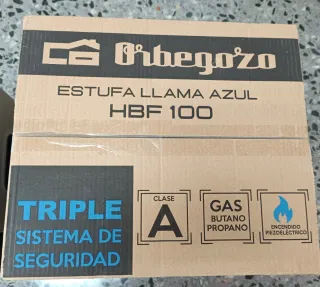 Orbegozo
ESTUFA LLAMA AZUL
HBF 100
TRIPLE
SISTEMA DE
SEGURIDAD
CLASE
A
GAS
BUTANO
PROPANO
ENCENDIDO
PIEZOELÉCTRICO